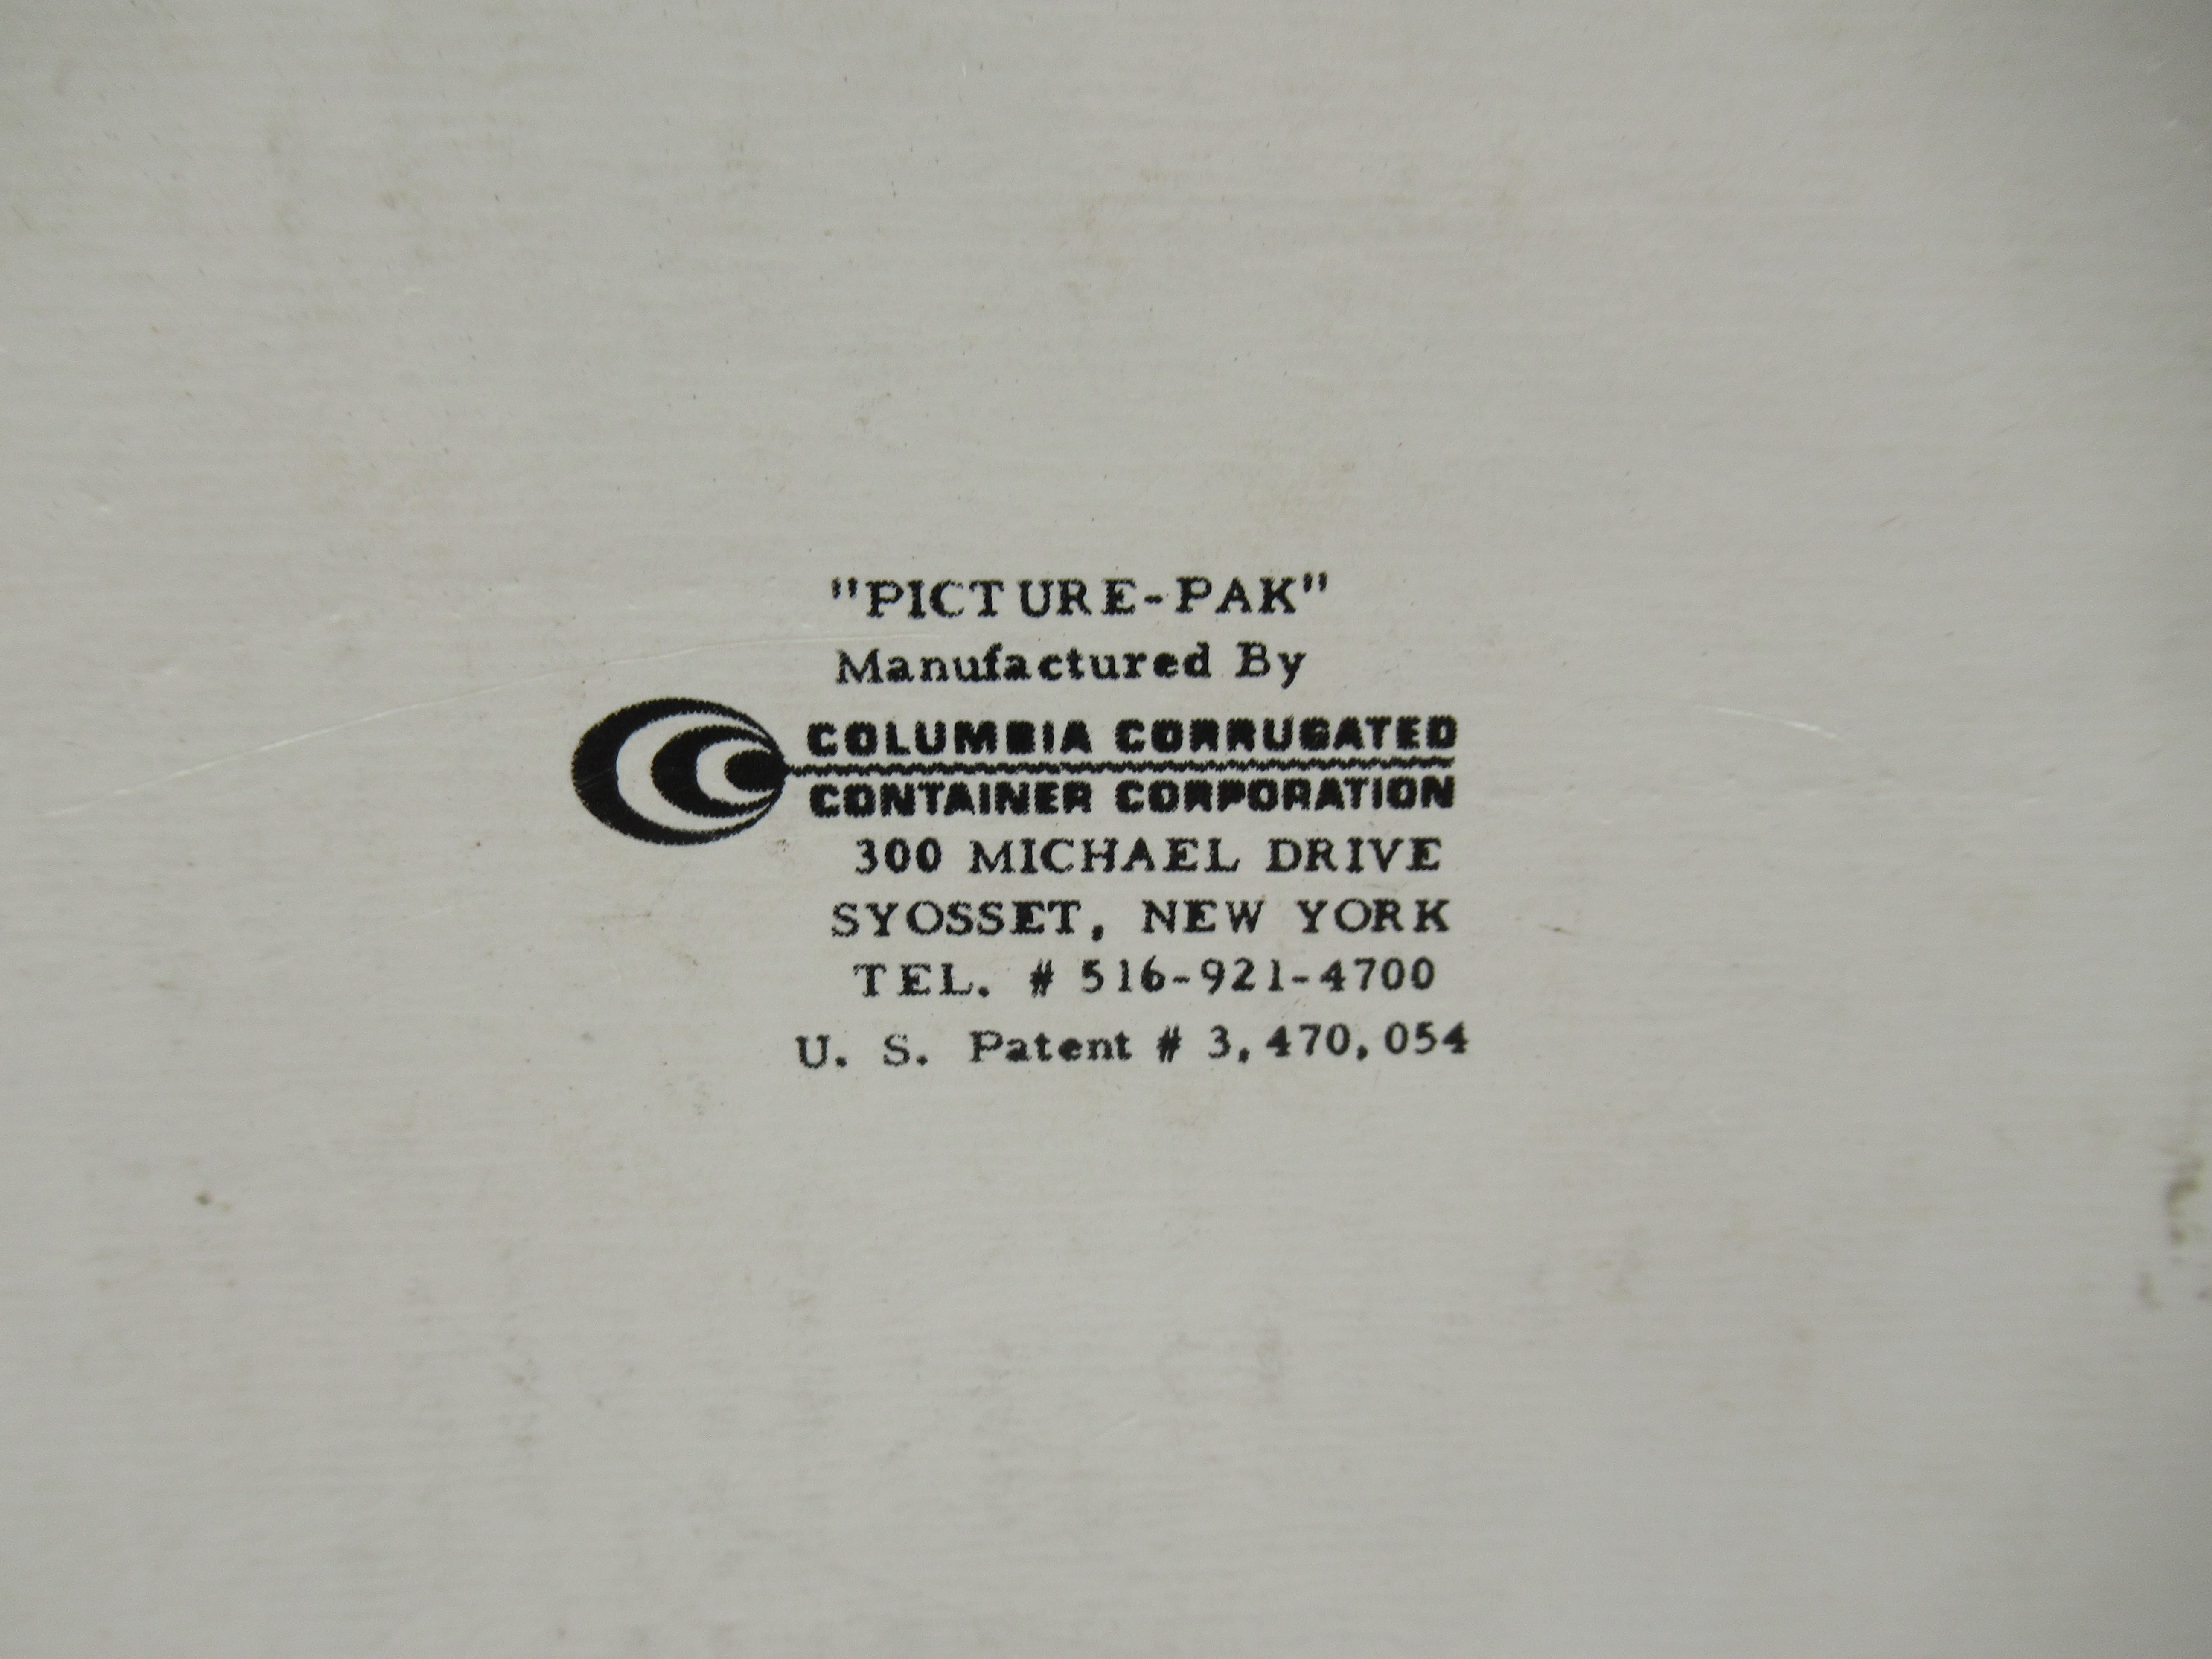 "PICTURE-PAK"
Manufactured By
COLUMBIA CORRUGATED
CONTAINER CORPORATION
300 MICHAEL DRIVE
SYOSSET, NEW YORK
TEL. # 516-921-4700
U. S. Patent # 3,470,054